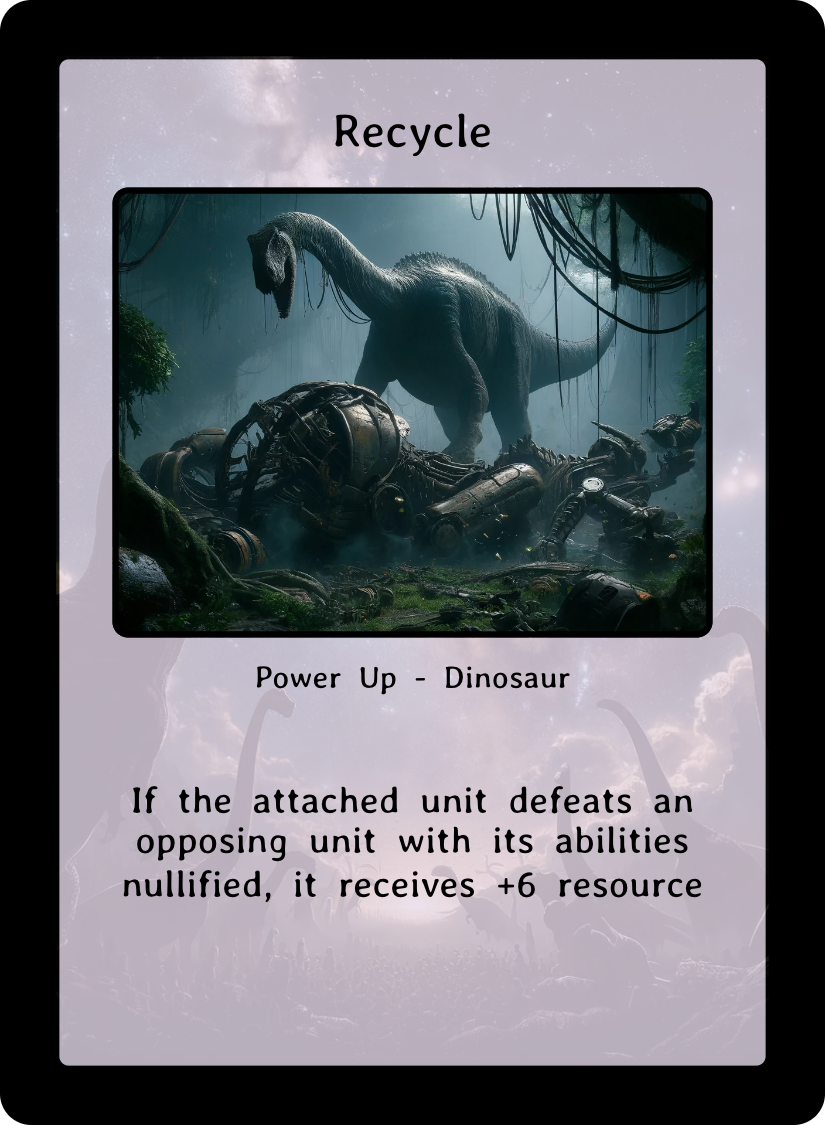 Recycle
Power Up - Dinosaur
If the attached unit defeats an
opposing unit with its abilities
nullified, it receives +6 resource